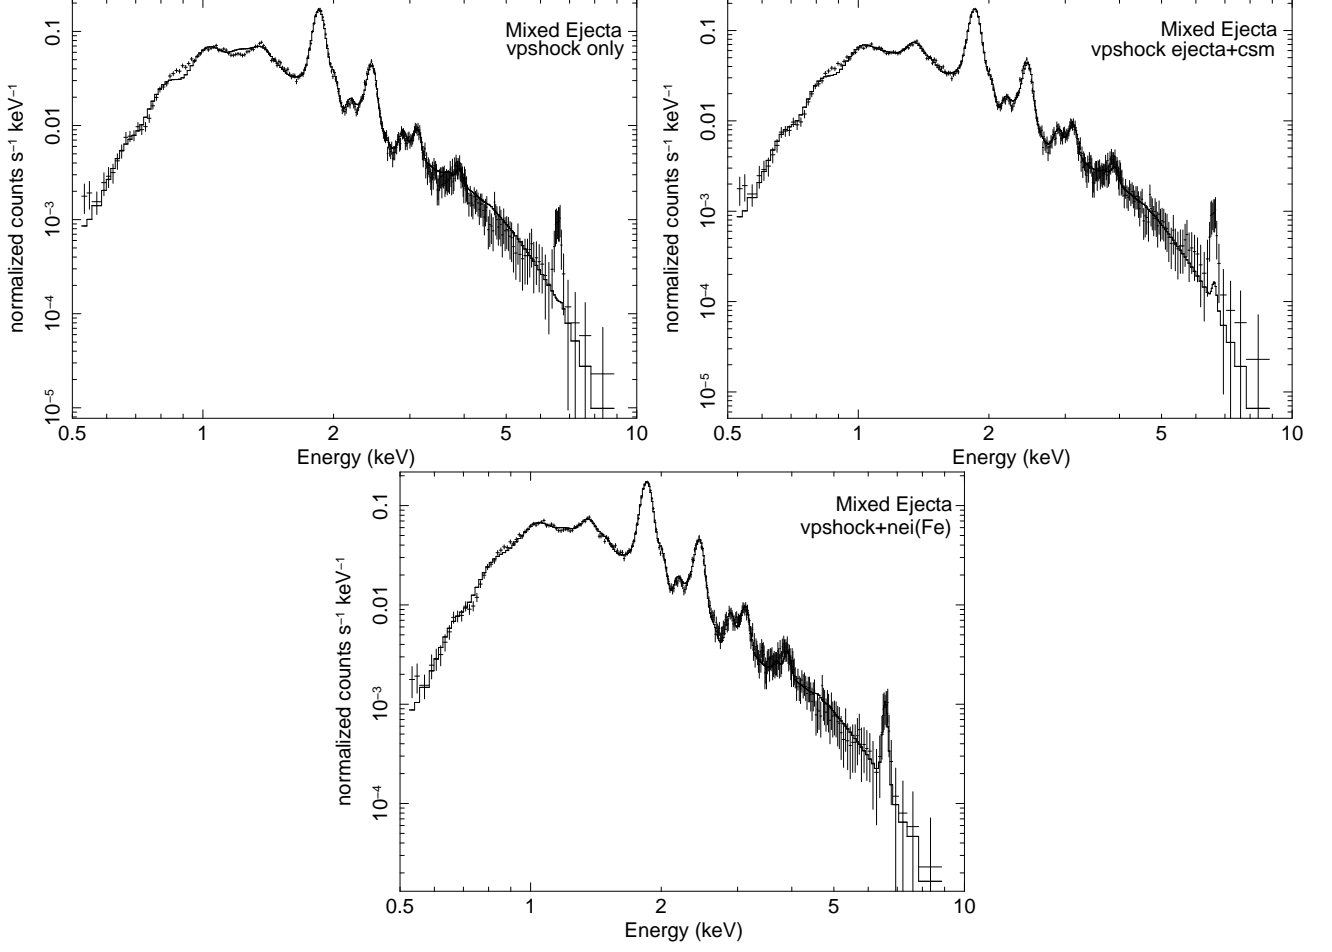 Mixed Ejecta
vpshock only
normalized counts s⁻¹ keV⁻¹
0.1
0.01
10⁻³
10⁻⁴
10⁻⁵
0.5 1 2 5 10
Energy (keV)
Mixed Ejecta
vpshock ejecta+csm
normalized counts s⁻¹ keV⁻¹
0.1
0.01
10⁻³
10⁻⁴
10⁻⁵
0.5 1 2 5 10
Energy (keV)
Mixed Ejecta
vpshock+nei(Fe)
normalized counts s⁻¹ keV⁻¹
0.1
0.01
10⁻³
10⁻⁴
0.5 1 2 5 10
Energy (keV)